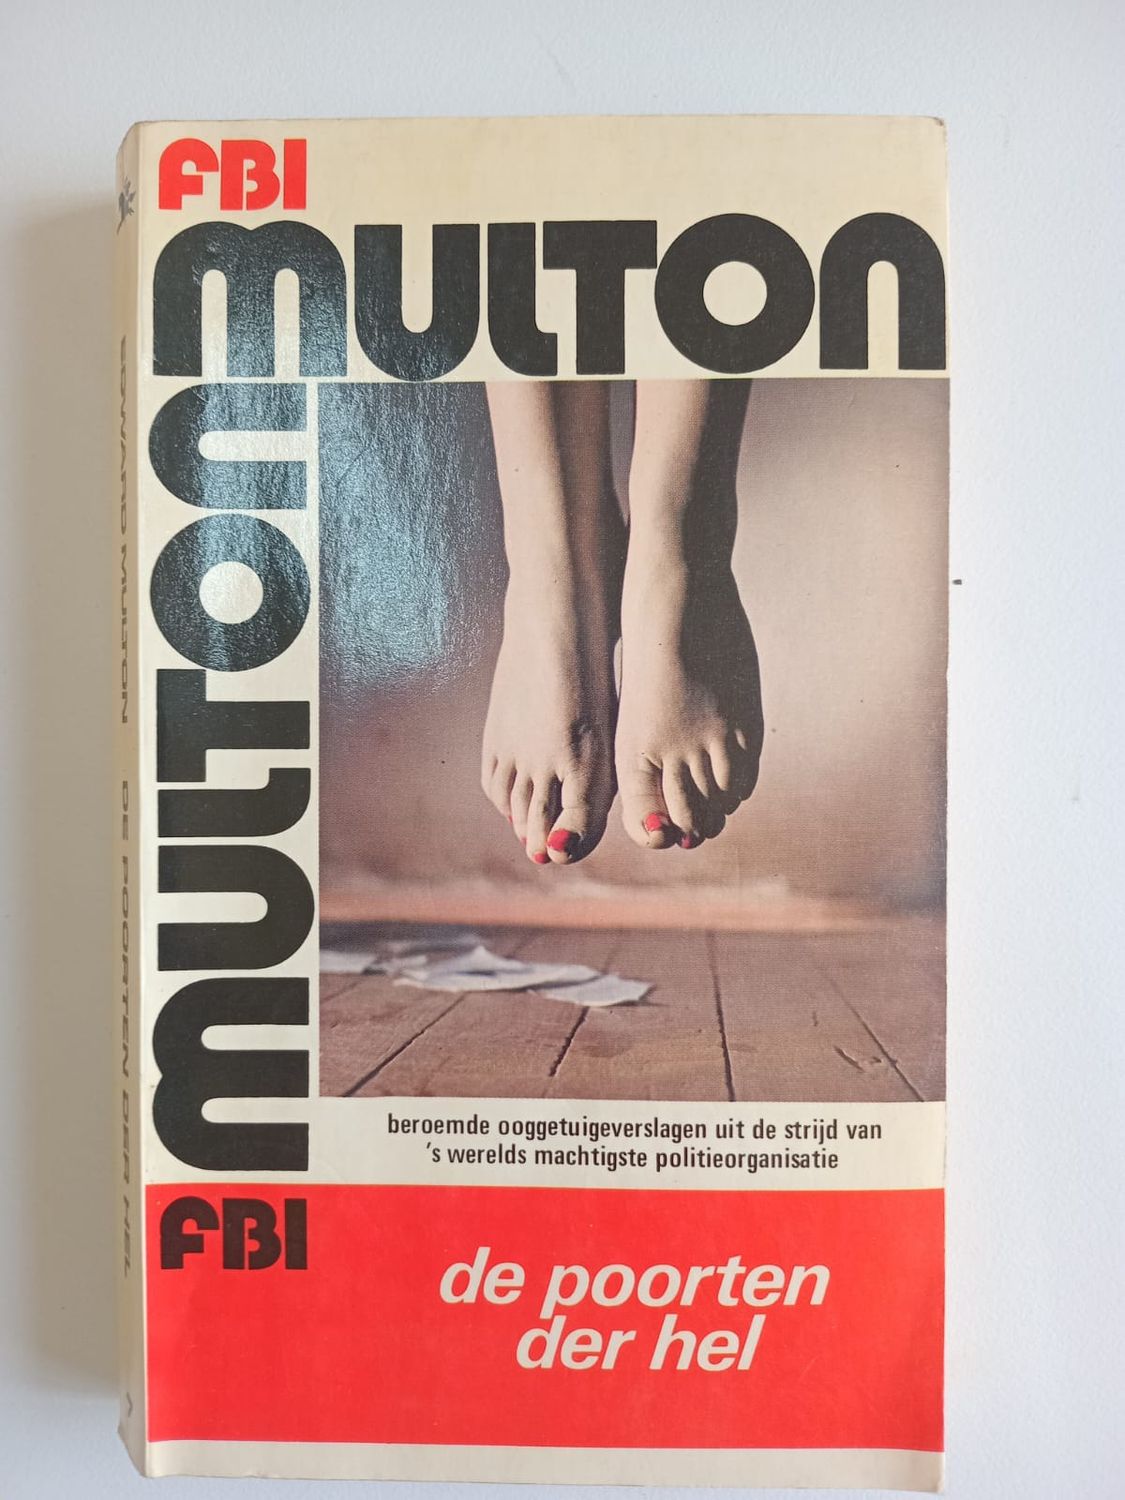 FBI
MULTON
MULTON
FBI
EDWARD MULTON DE POORTEN DER HEL
beroemde ooggetuigeverslagen uit de strijd van
's werelds machtigste politieorganisatie
de poorten
der hel